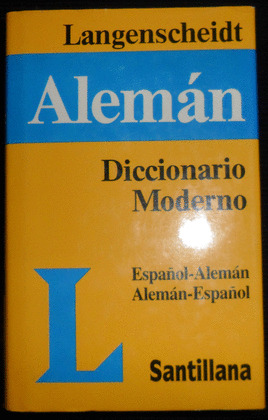 Langenscheidt
Alemán
Diccionario
Moderno
Español-Alemán
Alemán-Español
L
Santillana